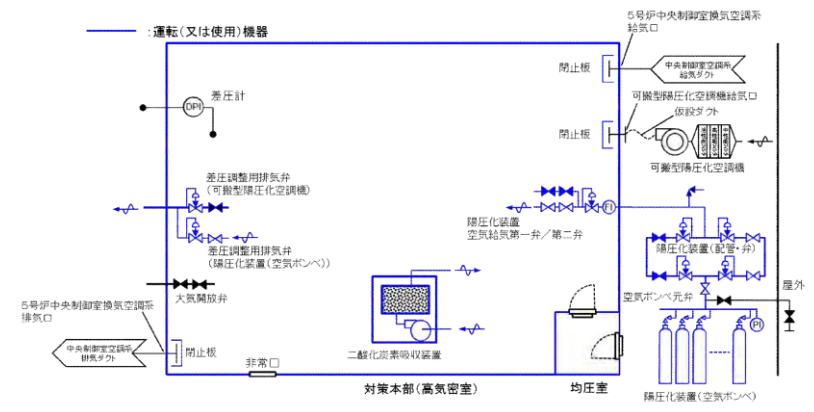 ：運転（又は使用）機器
5号炉中央制御室換気空調系
給気口
閉止板
中央制御室空調系
給気ダクト
可搬型陽圧化空調機給気口
仮設ダクト
閉止板
可搬型陽圧化空調機
差圧計
DPI
差圧調整用排気弁
（可搬型陽圧化空調機）
差圧調整用排気弁
（陽圧化装置（空気ボンベ））
大気開放弁
FI
陽圧化装置
空気給気第一弁／第二弁
陽圧化装置（配管・弁）
空気ボンベ元弁
屋外
PI
5号炉中央制御室換気空調系
排気口
中央制御室空調系
排気ダクト
閉止板
二酸化炭素吸収装置
非常口
対策本部（高気密室）
均圧室
陽圧化装置（空気ボンベ）